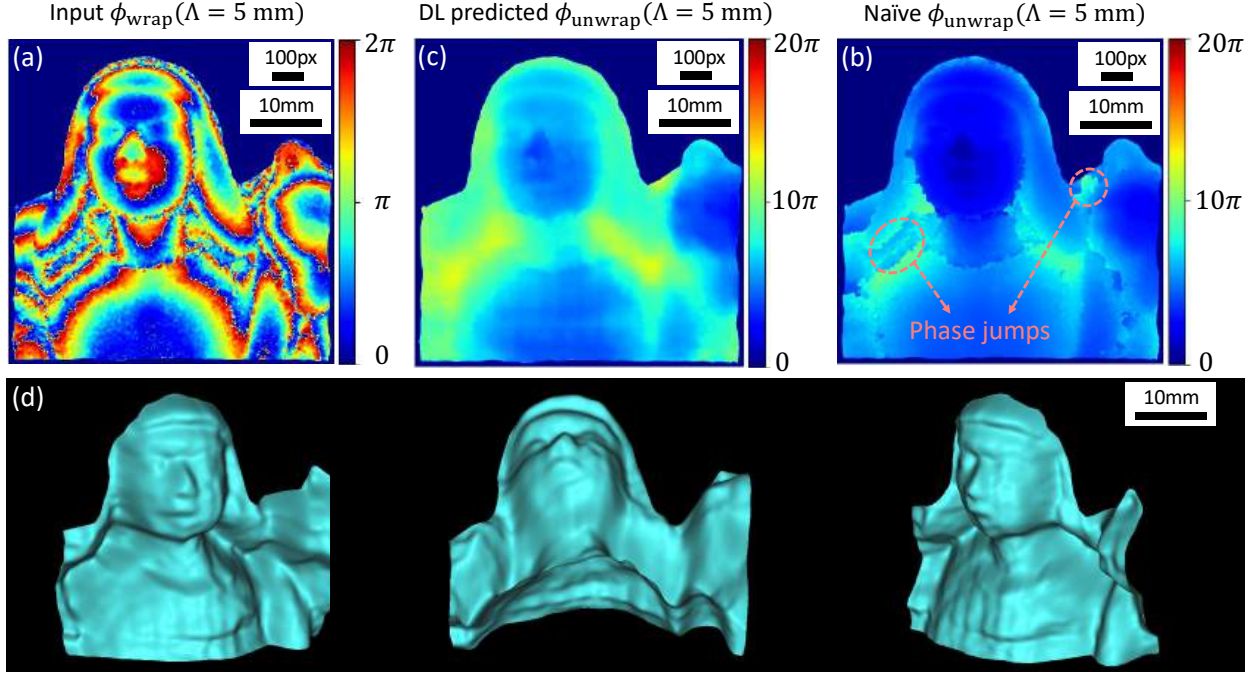 Input ϕwrap(Λ = 5 mm)
DL predicted ϕunwrap(Λ = 5 mm)
Naïve ϕunwrap(Λ = 5 mm)
(a)
100px
10mm
2π
π
0
(c)
100px
10mm
20π
10π
0
(b)
100px
10mm
20π
10π
0
Phase jumps
(d)
10mm